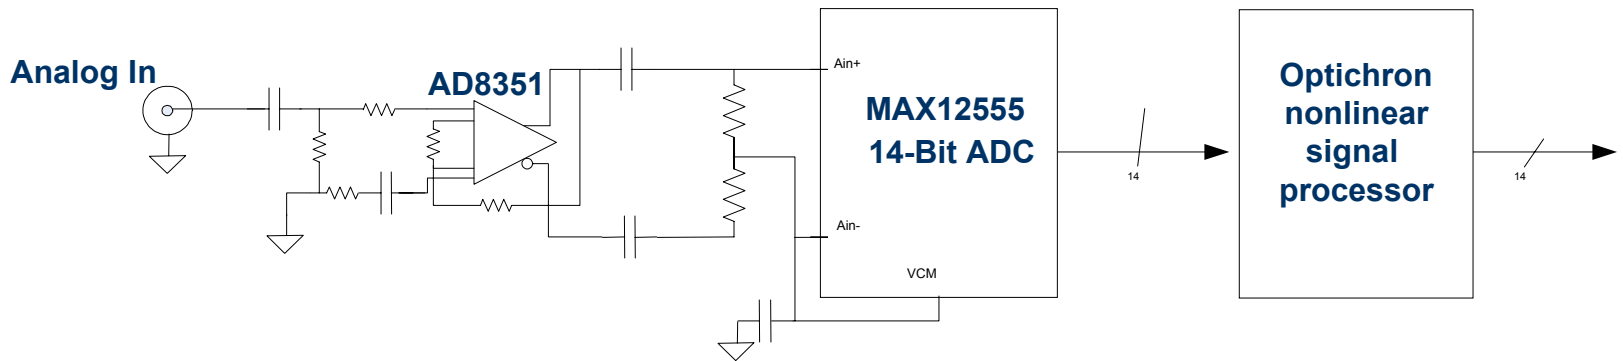 Analog In
AD8351
Ain+
MAX12555
14-Bit ADC
Ain-
VCM
14
Optichron
nonlinear
signal
processor
14